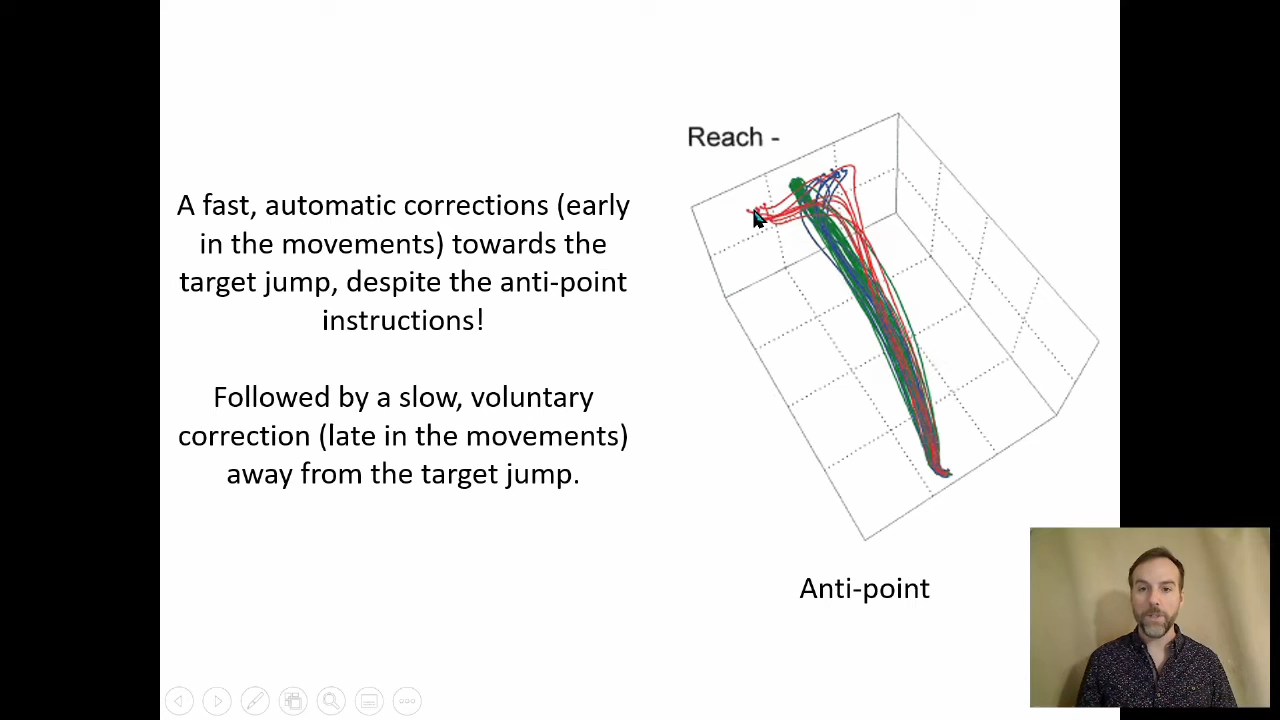 Reach -
A fast, automatic corrections (early
in the movements) towards the
target jump, despite the anti-point
instructions!
Followed by a slow, voluntary
correction (late in the movements)
away from the target jump.
Anti-point